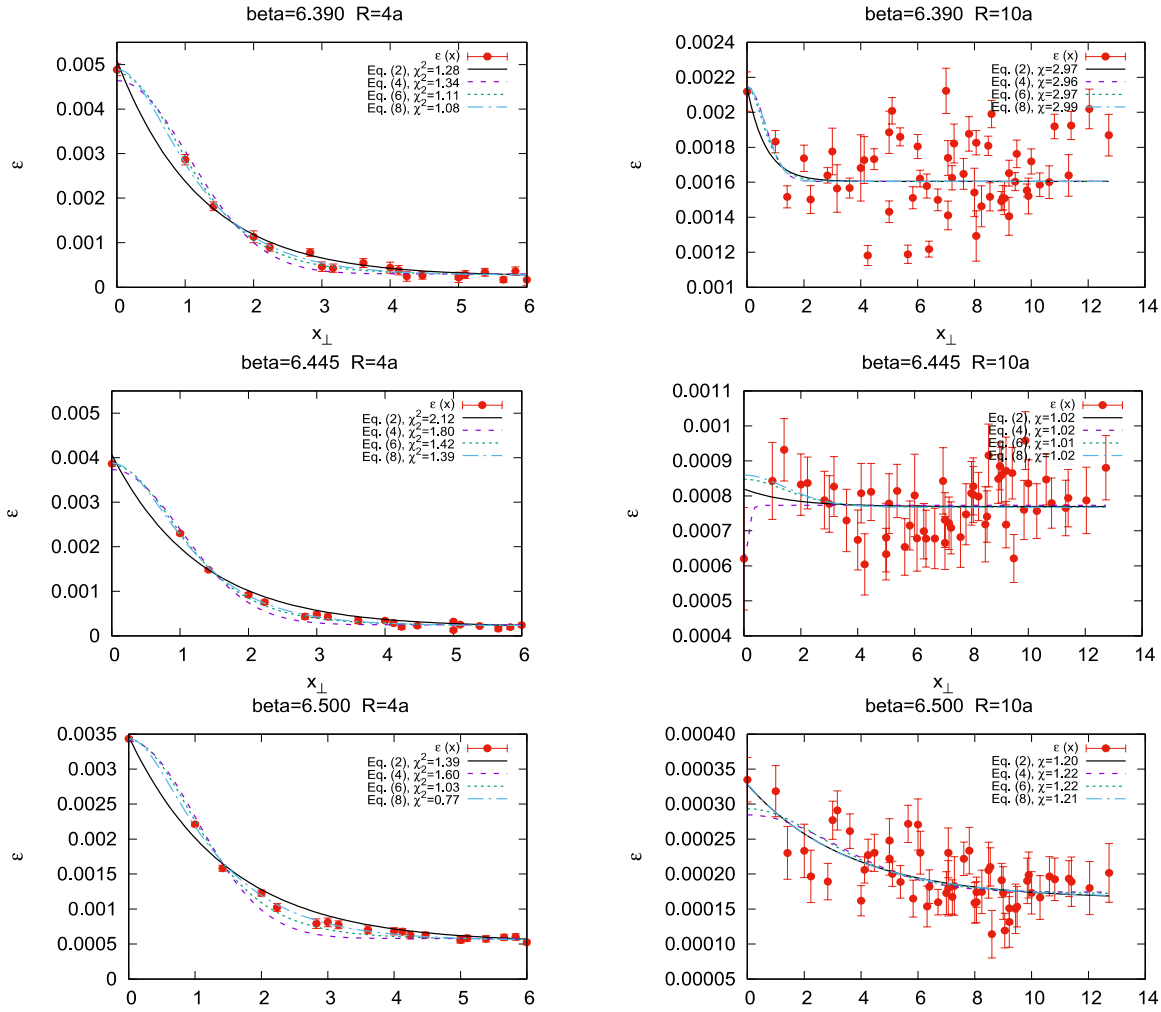 beta=6.390 R=4a
ε
0.005
0.004
0.003
0.002
0.001
0
0 1 2 3 4 5 6
x⊥
ε (x)
Eq. (2), χ²=1.28
Eq. (4), χ²=1.34
Eq. (6), χ²=1.11
Eq. (8), χ²=1.08
beta=6.390 R=10a
ε
0.0024
0.0022
0.002
0.0018
0.0016
0.0014
0.0012
0.001
0 2 4 6 8 10 12 14
x⊥
ε (x)
Eq. (2), χ=2.97
Eq. (4), χ=2.96
Eq. (6), χ=2.97
Eq. (8), χ=2.99
beta=6.445 R=4a
ε
0.005
0.004
0.003
0.002
0.001
0
0 1 2 3 4 5 6
x⊥
ε (x)
Eq. (2), χ²=2.12
Eq. (4), χ²=1.80
Eq. (6), χ²=1.42
Eq. (8), χ²=1.39
beta=6.445 R=10a
ε
0.0011
0.001
0.0009
0.0008
0.0007
0.0006
0.0005
0.0004
0 2 4 6 8 10 12 14
x⊥
ε (x)
Eq. (2), χ=1.02
Eq. (4), χ=1.02
Eq. (6), χ=1.01
Eq. (8), χ=1.02
beta=6.500 R=4a
ε
0.0035
0.003
0.0025
0.002
0.0015
0.001
0.0005
0
0 1 2 3 4 5 6
ε (x)
Eq. (2), χ²=1.39
Eq. (4), χ²=1.60
Eq. (6), χ²=1.03
Eq. (8), χ²=0.77
beta=6.500 R=10a
ε
0.00040
0.00035
0.00030
0.00025
0.00020
0.00015
0.00010
0.00005
0 2 4 6 8 10 12 14
ε (x)
Eq. (2), χ=1.20
Eq. (4), χ=1.22
Eq. (6), χ=1.22
Eq. (8), χ=1.21